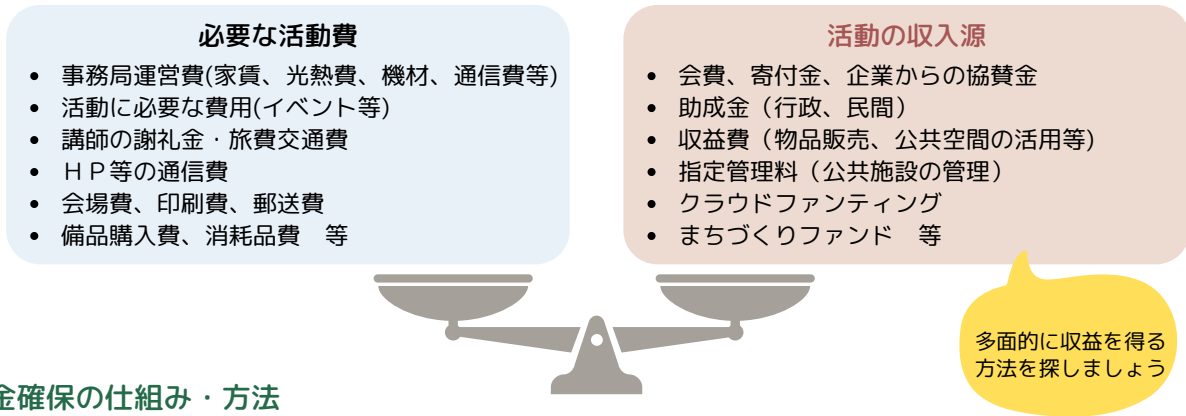 必要な活動費
• 事務局運営費(家賃、光熱費、機材、通信費等)
• 活動に必要な費用(イベント等)
• 講師の謝礼金・旅費交通費
• ＨＰ等の通信費
• 会場費、印刷費、郵送費
• 備品購入費、消耗品費　等
活動の収入源
• 会費、寄付金、企業からの協賛金
• 助成金（行政、民間）
• 収益費（物品販売、公共空間の活用等)
• 指定管理料（公共施設の管理）
• クラウドファンティング
• まちづくりファンド　等
多面的に収益を得る
方法を探しましょう
金確保の仕組み・方法